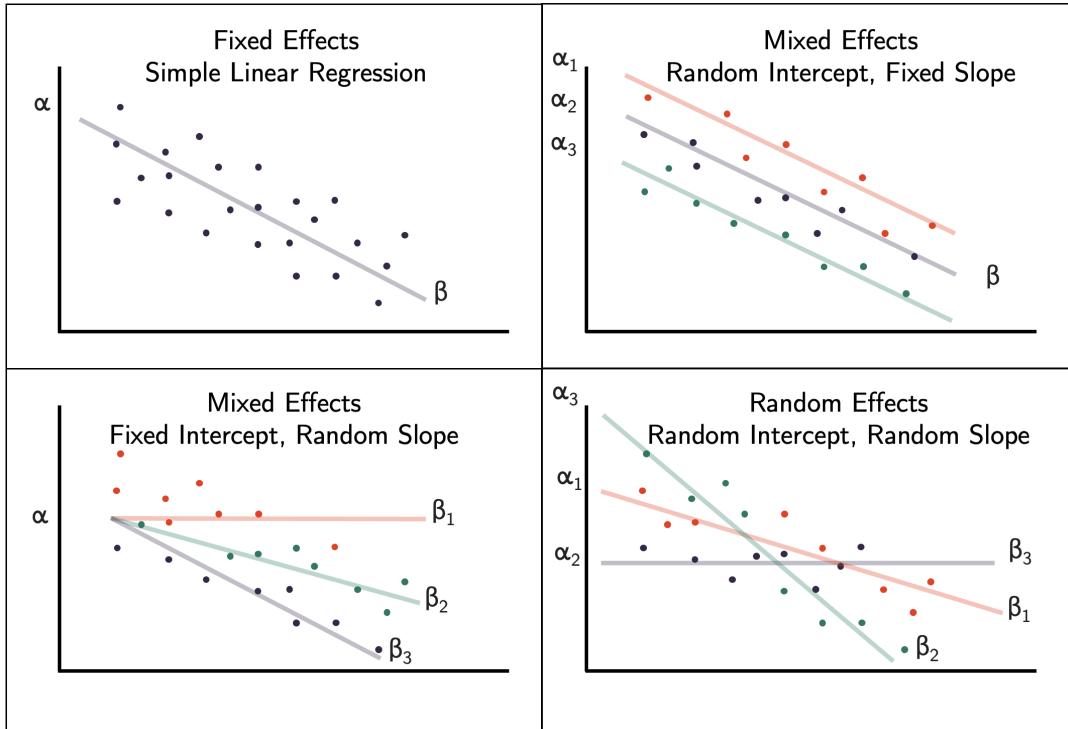 Fixed Effects
Simple Linear Regression
α
β
Mixed Effects
Random Intercept, Fixed Slope
α₁
α₂
α₃
β
Mixed Effects
Fixed Intercept, Random Slope
α
β₁
β₂
β₃
Random Effects
Random Intercept, Random Slope
α₃
α₁
α₂
β₃
β₁
β₂